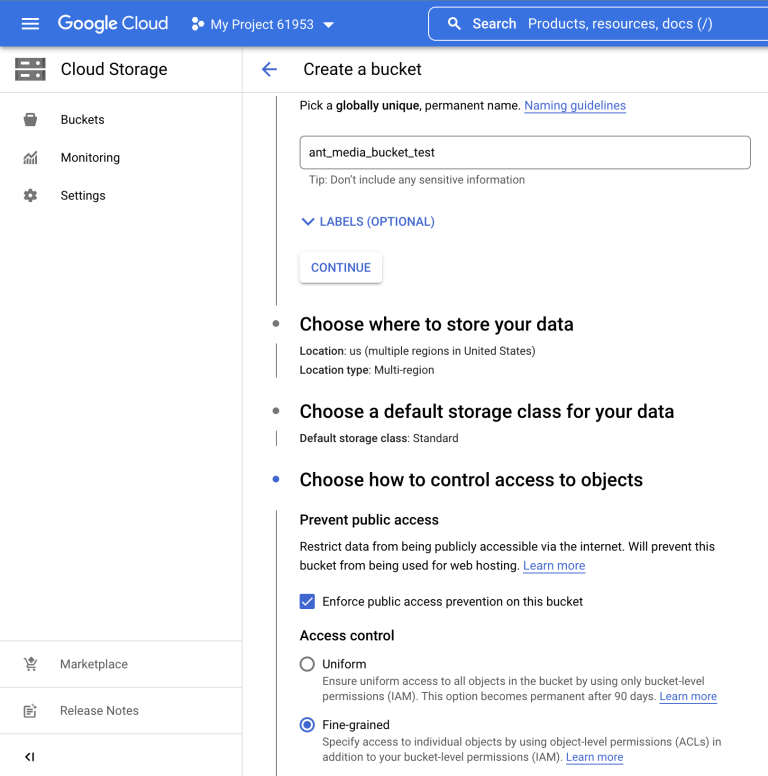 Google Cloud
My Project 61953
Search Products, resources, docs (/)
Cloud Storage
Create a bucket
Buckets
Monitoring
Settings
Marketplace
Release Notes
Pick a globally unique, permanent name. Naming guidelines
ant_media_bucket_test
Tip: Don't include any sensitive information
LABELS (OPTIONAL)
CONTINUE
Choose where to store your data
Location: us (multiple regions in United States)
Location type: Multi-region
Choose a default storage class for your data
Default storage class: Standard
Choose how to control access to objects
Prevent public access
Restrict data from being publicly accessible via the internet. Will prevent this
bucket from being used for web hosting. Learn more
Enforce public access prevention on this bucket
Access control
Uniform
Ensure uniform access to all objects in the bucket by using only bucket-level
permissions (IAM). This option becomes permanent after 90 days. Learn more
Fine-grained
Specify access to individual objects by using object-level permissions (ACLs) in
addition to your bucket-level permissions (IAM). Learn more